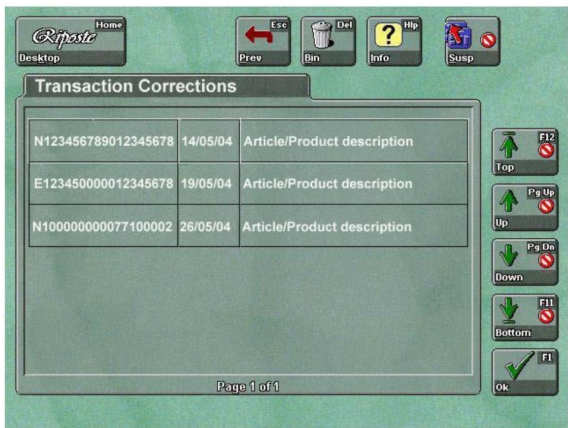 Riposte Home
Desktop
Esc
Prev
Del
Bin
? Hlp
Info
Susp
Transaction Corrections
N123456789012345678 14/05/04 Article/Product description
E123450000012345678 19/05/04 Article/Product description
N100000000077100002 26/05/04 Article/Product description
F12
Top
Pg Up
Up
Pg Dn
Down
F11
Bottom
F1
Ok
Page 1 of 1